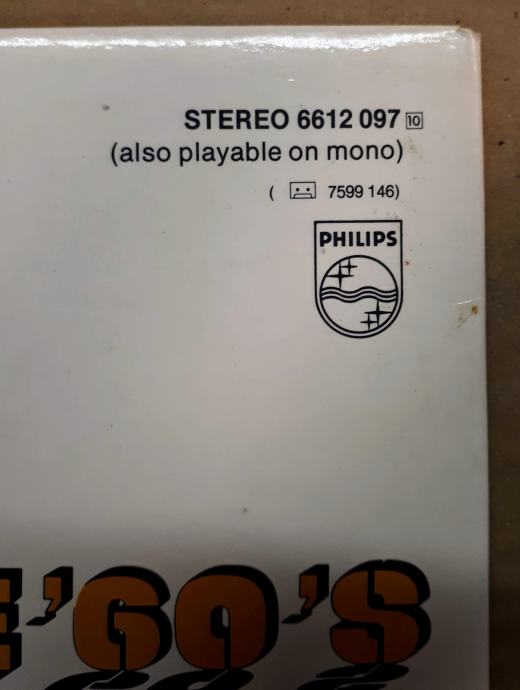 STEREO 6612 097 10
(also playable on mono)
( 7599 146)
PHILIPS
E '60'S